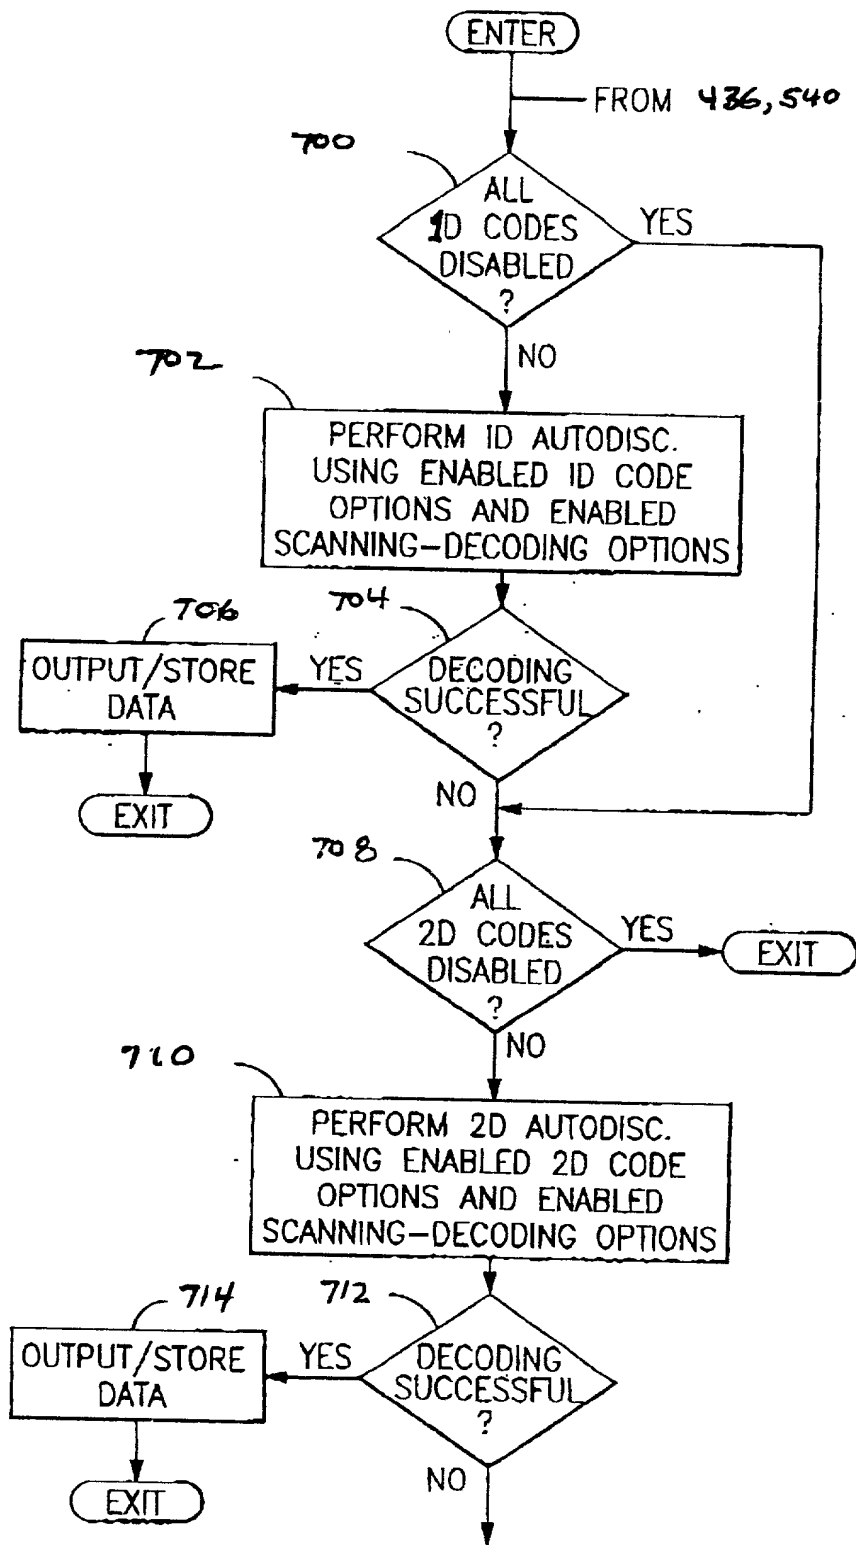 ENTER
FROM 436, 540
700
ALL
1D CODES
DISABLED
?
YES
NO
702
PERFORM 1D AUTODISC.
USING ENABLED 1D CODE
OPTIONS AND ENABLED
SCANNING-DECODING OPTIONS
706
704
OUTPUT/STORE
DATA
YES
DECODING
SUCCESSFUL
?
EXIT
NO
708
ALL
2D CODES
DISABLED
?
YES
EXIT
NO
710
PERFORM 2D AUTODISC.
USING ENABLED 2D CODE
OPTIONS AND ENABLED
SCANNING-DECODING OPTIONS
714
712
OUTPUT/STORE
DATA
YES
DECODING
SUCCESSFUL
?
EXIT
NO